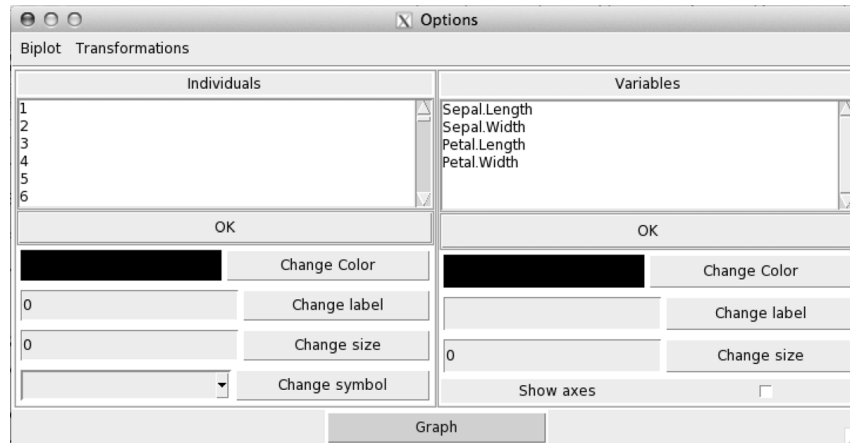 Options
Biplot Transformations
Individuals
1
2
3
4
5
6
OK
Change Color
0 Change label
0 Change size
Change symbol
Variables
Sepal.Length
Sepal.Width
Petal.Length
Petal.Width
OK
Change Color
Change label
0 Change size
Show axes
Graph